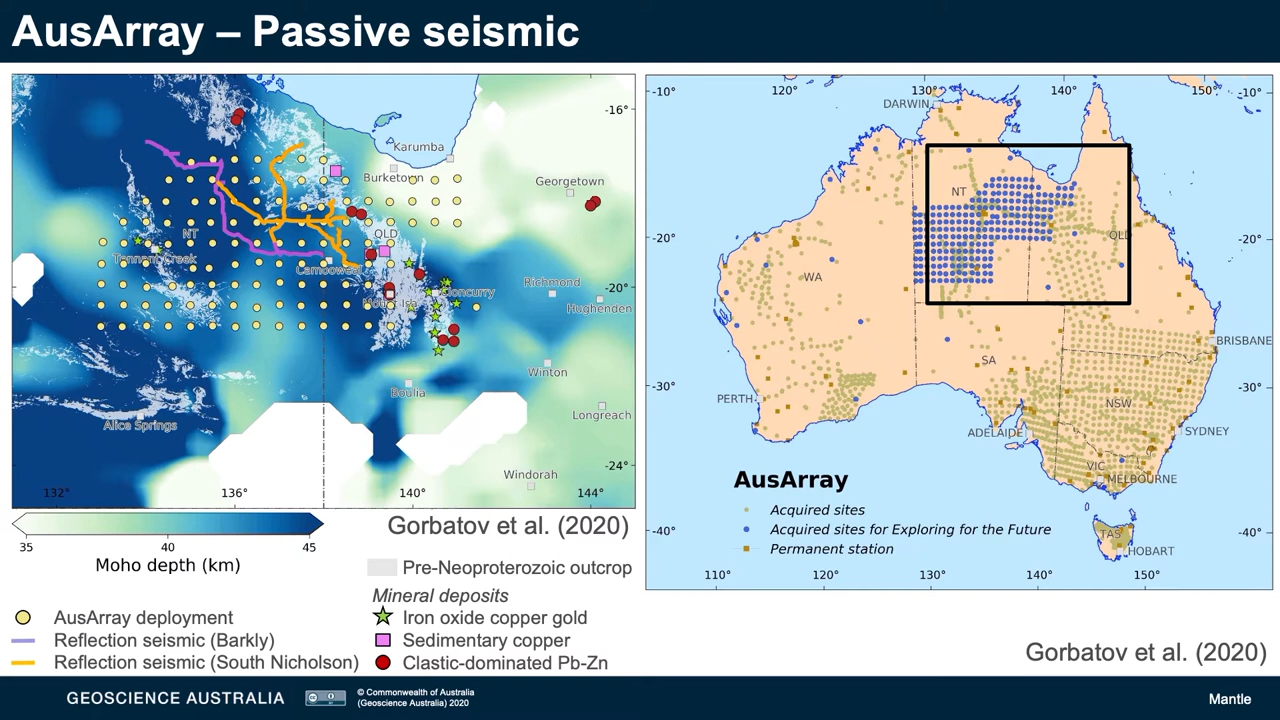 AusArray – Passive seismic
-16°
Karumba
Burketown
Georgetown
NT
QLD
Tennant Creek
Camooweal
-20°
Mount Isa
Cloncurry
Richmond
Hughenden
Winton
Boulia
Longreach
Alice Springs
-24°
Windorah
132°
136°
140°
144°
35
40
45
Moho depth (km)
Gorbatov et al. (2020)
Pre-Neoproterozoic outcrop
Mineral deposits
AusArray deployment
Iron oxide copper gold
Reflection seismic (Barkly)
Sedimentary copper
Reflection seismic (South Nicholson)
Clastic-dominated Pb-Zn
-10°
120°
130°
140°
150°
-10°
DARWIN
NT
-20°
QLD
-20°
WA
SA
BRISBANE
-30°
-30°
PERTH
NSW
ADELAIDE
SYDNEY
VIC
MELBOURNE
AusArray
Acquired sites
Acquired sites for Exploring for the Future
Permanent station
-40°
TAS
-40°
HOBART
110°
120°
130°
140°
150°
Gorbatov et al. (2020)
GEOSCIENCE AUSTRALIA
© Commonwealth of Australia
(Geoscience Australia) 2020
Mantle